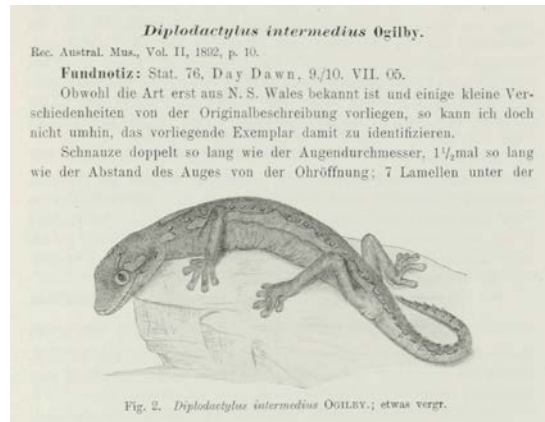 Diplodactylus intermedius Ogilby.
Rec. Austral. Mus., Vol. II, 1892, p. 10.
Fundnotiz: Stat. 76, Day Dawn, 9./10. VII. 05.
Obwohl die Art erst aus N. S. Wales bekannt ist und einige kleine Ver-
schiedenheiten von der Originalbeschreibung vorliegen, so kann ich doch
nicht umhin, das vorliegende Exemplar damit zu identifizieren.
Schnauze doppelt so lang wie der Augendurchmesser, 1½mal so lang
wie der Abstand des Auges von der Ohröffnung; 7 Lamellen unter der
Fig. 2. Diplodactylus intermedius OGILBY.; etwas vergr.